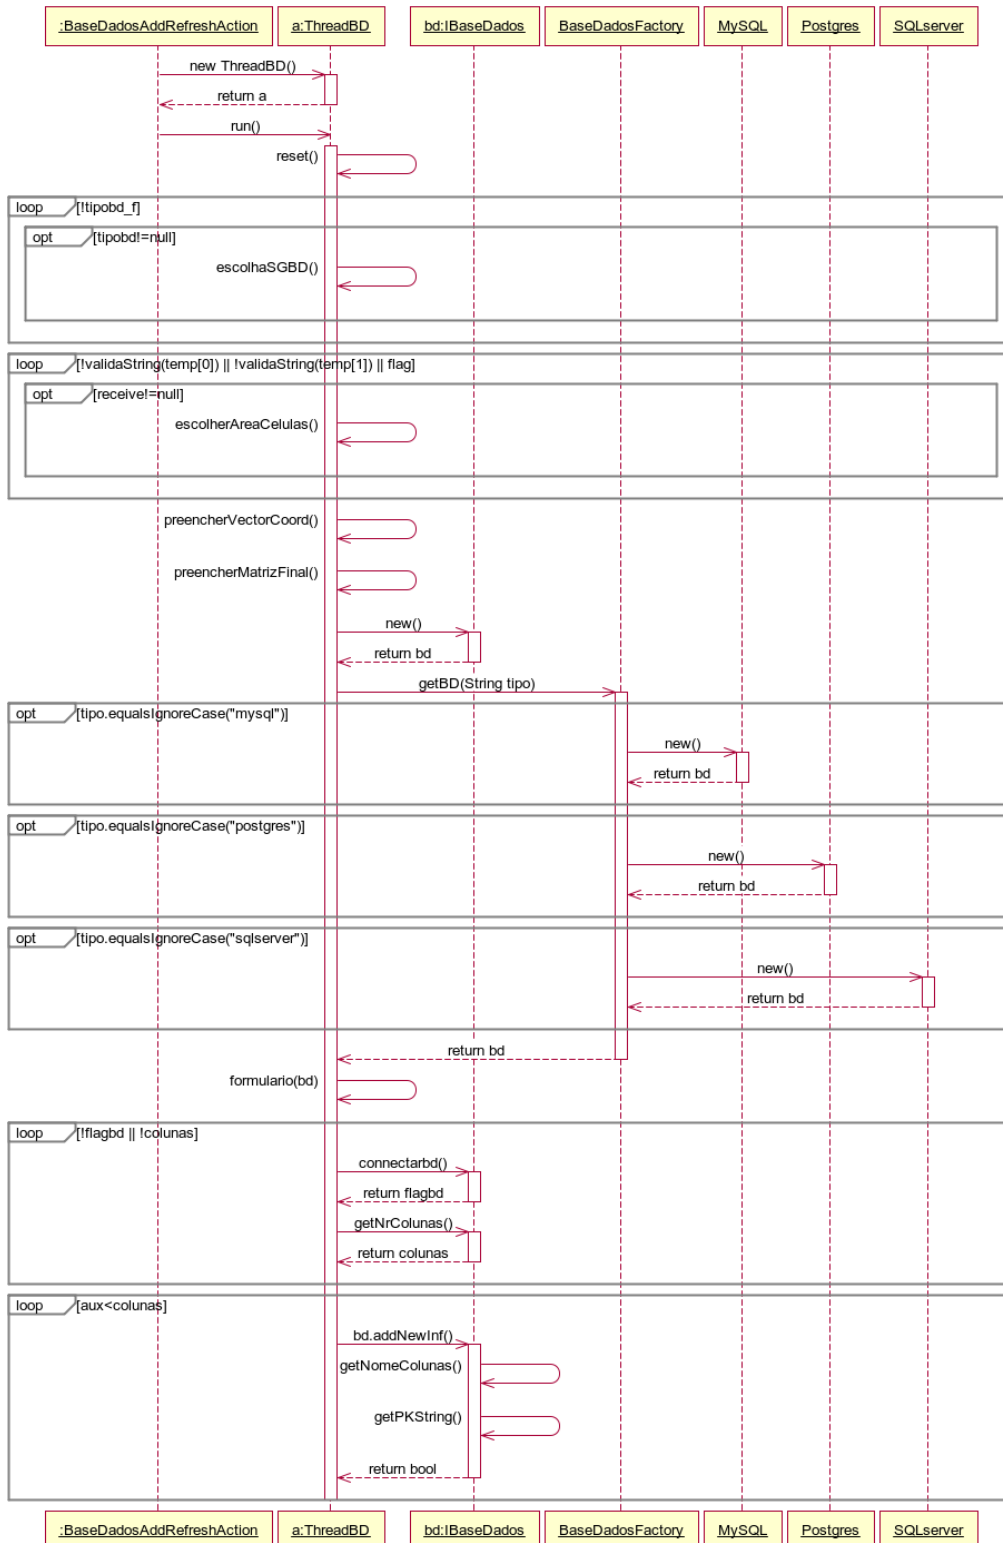 :BaseDadosAddRefreshAction a:ThreadBD bd:IBaseDados BaseDadosFactory MySQL Postgres SQLserver
new ThreadBD()
return a
run()
reset()
loop [!tipobd_f]
opt [tipobd!=null]
escolhaSGBD()
loop [!validaString(temp[0]) || !validaString(temp[1]) || flag]
opt [receive!=null]
escolherAreaCelulas()
preencherVectorCoord()
preencherMatrizFinal()
new()
return bd
getBD(String tipo)
opt [tipo.equalsIgnoreCase("mysql")]
new()
return bd
opt [tipo.equalsIgnoreCase("postgres")]
new()
return bd
opt [tipo.equalsIgnoreCase("sqlserver")]
new()
return bd
return bd
formulario(bd)
loop [!flagbd || !colunas]
connectarbd()
return flagbd
getNrColunas()
return colunas
loop [aux<colunas]
bd.addNewInf()
getNomeColunas()
getPKString()
return bool
:BaseDadosAddRefreshAction a:ThreadBD bd:IBaseDados BaseDadosFactory MySQL Postgres SQLserver